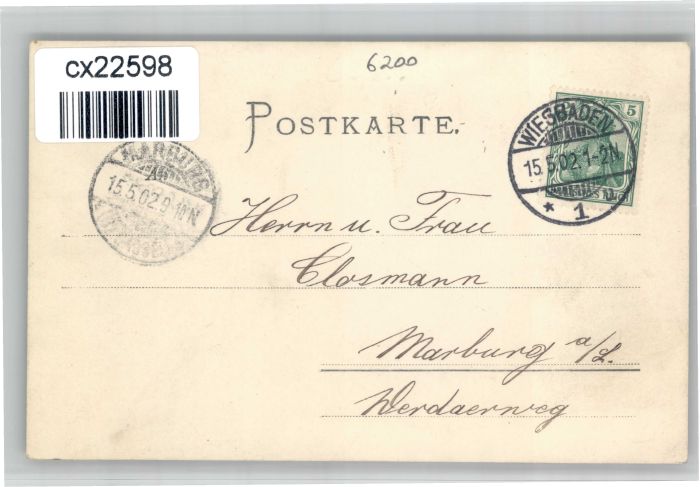 cx22598
6200
POSTKARTE.
5
WIESBADEN
15.5.02.1-2N
* 1
MARBURG
15.5.02.9-10N
Herrn u. Frau
Closmann
Marburg a/L.
Werdaerweg